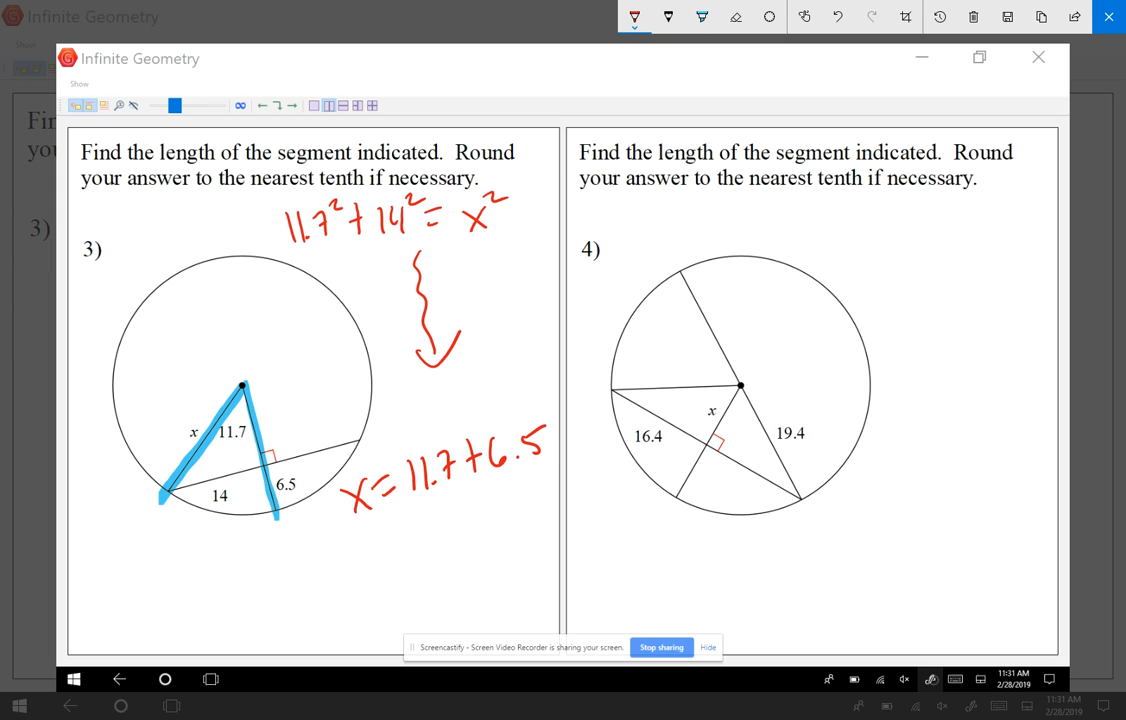 Infinite Geometry
Show
Infinite Geometry
Show
Fin
you
3)
Find the length of the segment indicated. Round
your answer to the nearest tenth if necessary.
11.7² + 14² = x²
3)
x
11.7
14
6.5
x = 11.7 + 6.5
Find the length of the segment indicated. Round
your answer to the nearest tenth if necessary.
4)
x
16.4
19.4
Screencastify - Screen Video Recorder is sharing your screen.
Stop sharing
Hide
11:31 AM
2/28/2019
11:31 AM
2/28/2019